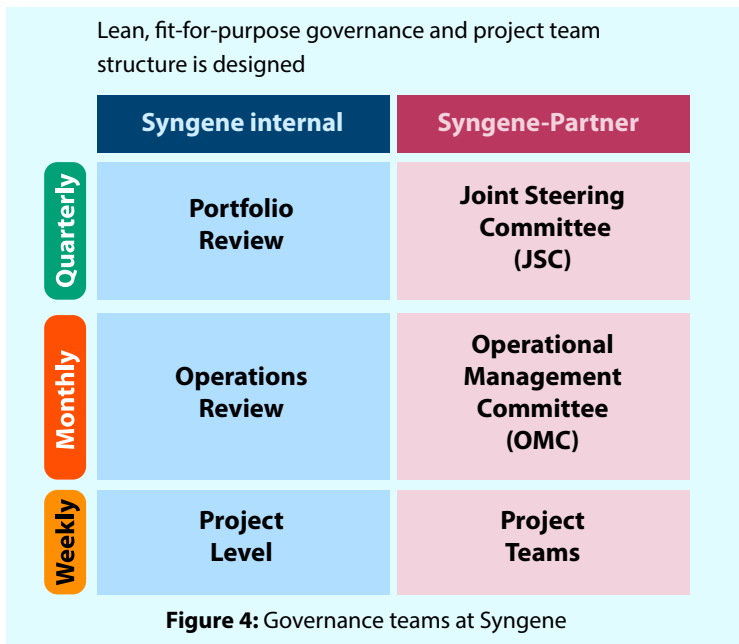 Lean, fit-for-purpose governance and project team
structure is designed
Syngene internal
Syngene-Partner
Quarterly
Portfolio
Review
Joint Steering
Committee
(JSC)
Monthly
Operations
Review
Operational
Management
Committee
(OMC)
Weekly
Project
Level
Project
Teams
Figure 4: Governance teams at Syngene